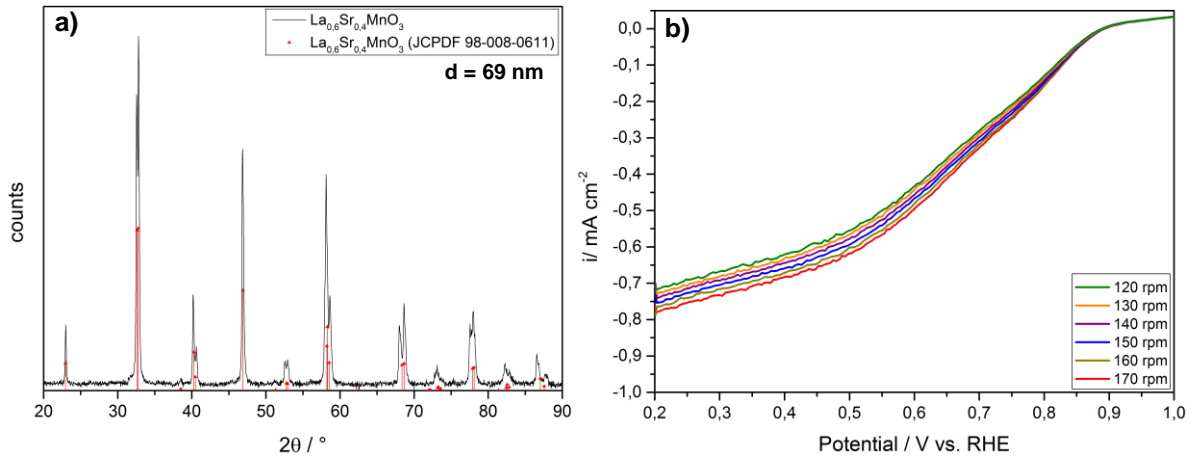 a)
La0,6Sr0,4MnO3
La0,6Sr0,4MnO3 (JCPDF 98-008-0611)
d = 69 nm
counts
20 30 40 50 60 70 80 90
2θ / °
b)
0,0
-0,1
-0,2
-0,3
-0,4
-0,5
-0,6
-0,7
-0,8
-0,9
-1,0
i/ mA cm-2
120 rpm
130 rpm
140 rpm
150 rpm
160 rpm
170 rpm
0,2 0,3 0,4 0,5 0,6 0,7 0,8 0,9 1,0
Potential / V vs. RHE